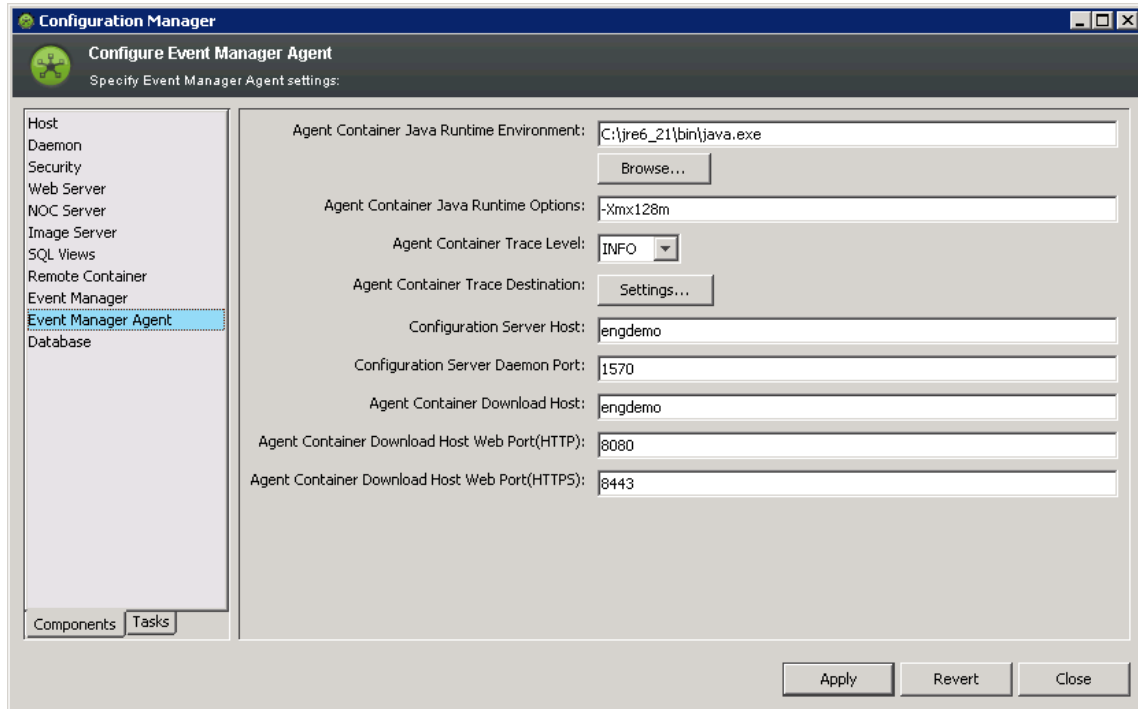 Configuration Manager
Configure Event Manager Agent
Specify Event Manager Agent settings:
Host
Daemon
Security
Web Server
NOC Server
Image Server
SQL Views
Remote Container
Event Manager
Event Manager Agent
Database
Components
Tasks
Agent Container Java Runtime Environment: C:\jre6_21\bin\java.exe
Browse...
Agent Container Java Runtime Options: -Xmx128m
Agent Container Trace Level: INFO
Agent Container Trace Destination: Settings...
Configuration Server Host: engdemo
Configuration Server Daemon Port: 1570
Agent Container Download Host: engdemo
Agent Container Download Host Web Port(HTTP): 8080
Agent Container Download Host Web Port(HTTPS): 8443
Apply
Revert
Close